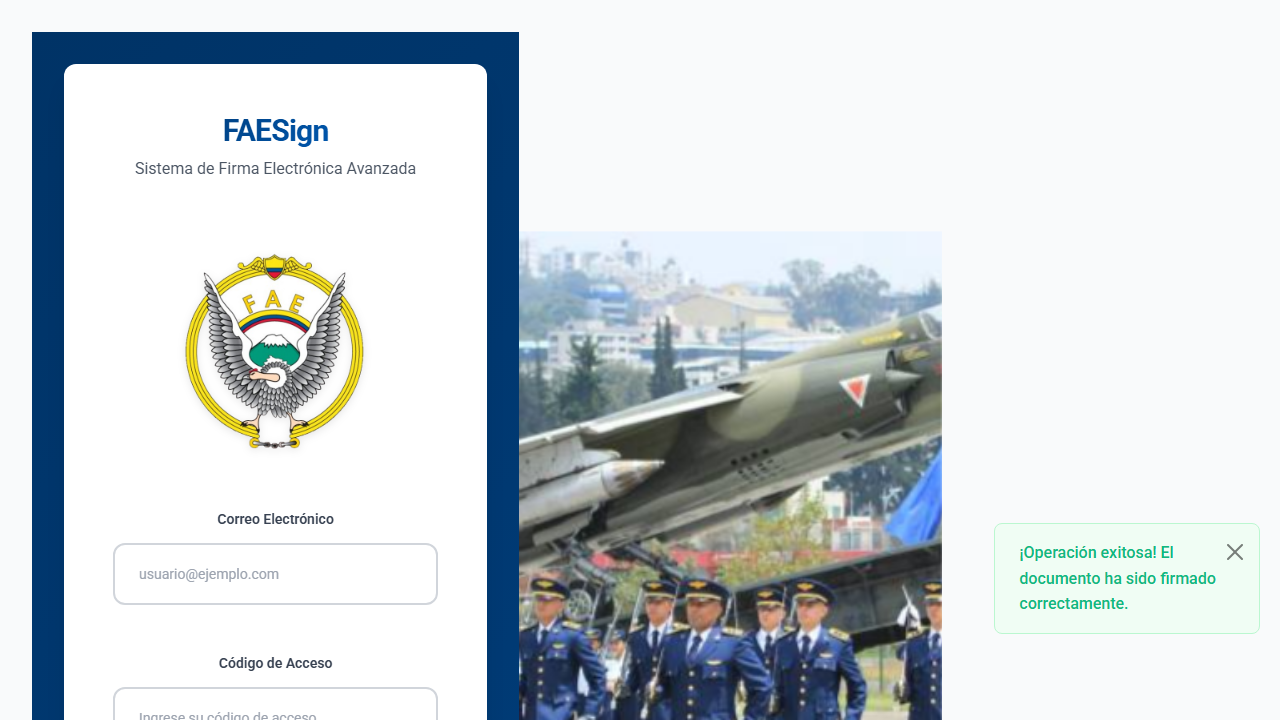 FAESign
Sistema de Firma Electrónica Avanzada
FAE
Correo Electrónico
usuario@ejemplo.com
Código de Acceso
Ingrese su código de acceso
¡Operación exitosa! El
documento ha sido firmado
correctamente.